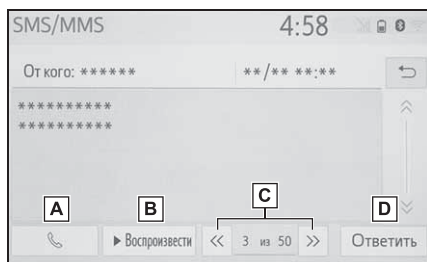 SMS/MMS 4:58
От кого: ****** **/** **:**
**********
**********
A B C D
▶ Воспроизвести << 3 из 50 >> Ответить